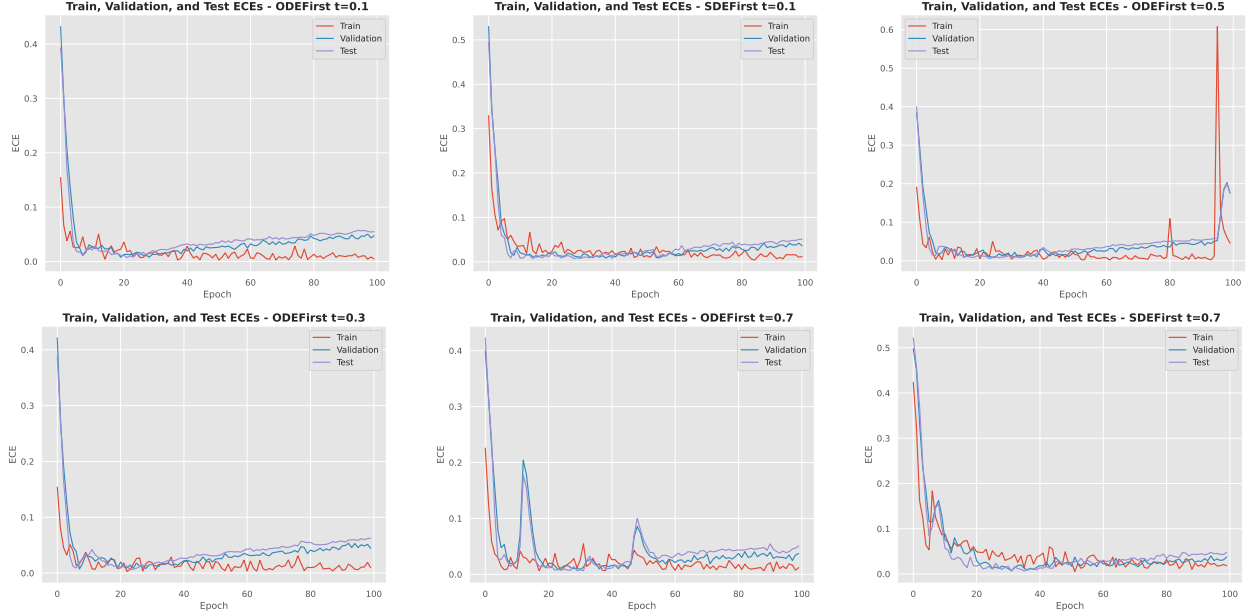 Train, Validation, and Test ECEs - ODEFirst t=0.1
0.4
0.3
0.2
0.1
0.0
ECE
0 20 40 60 80 100
Epoch
Train
Validation
Test
Train, Validation, and Test ECEs - SDEFirst t=0.1
0.5
0.4
0.3
0.2
0.1
0.0
ECE
0 20 40 60 80 100
Epoch
Train
Validation
Test
Train, Validation, and Test ECEs - ODEFirst t=0.5
0.6
0.5
0.4
0.3
0.2
0.1
0.0
ECE
0 20 40 60 80 100
Epoch
Train
Validation
Test
Train, Validation, and Test ECEs - ODEFirst t=0.3
0.4
0.3
0.2
0.1
0.0
ECE
0 20 40 60 80 100
Epoch
Train
Validation
Test
Train, Validation, and Test ECEs - ODEFirst t=0.7
0.4
0.3
0.2
0.1
0.0
ECE
0 20 40 60 80 100
Epoch
Train
Validation
Test
Train, Validation, and Test ECEs - SDEFirst t=0.7
0.5
0.4
0.3
0.2
0.1
0.0
ECE
0 20 40 60 80 100
Epoch
Train
Validation
Test